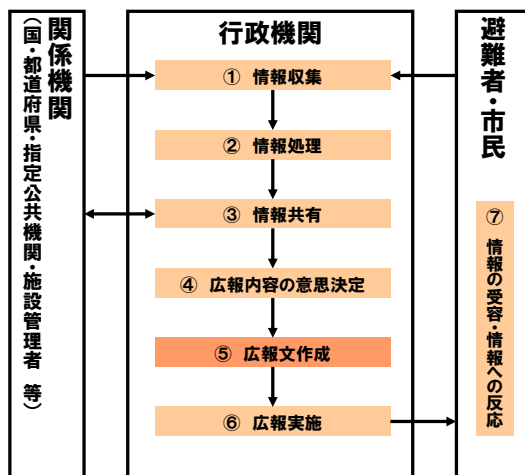 関係機関
（国・都道府県・指定公共機関・施設管理者　等）
行政機関
① 情報収集
② 情報処理
③ 情報共有
④ 広報内容の意思決定
⑤ 広報文作成
⑥ 広報実施
避難者・市民
⑦ 情報の受容・情報への反応